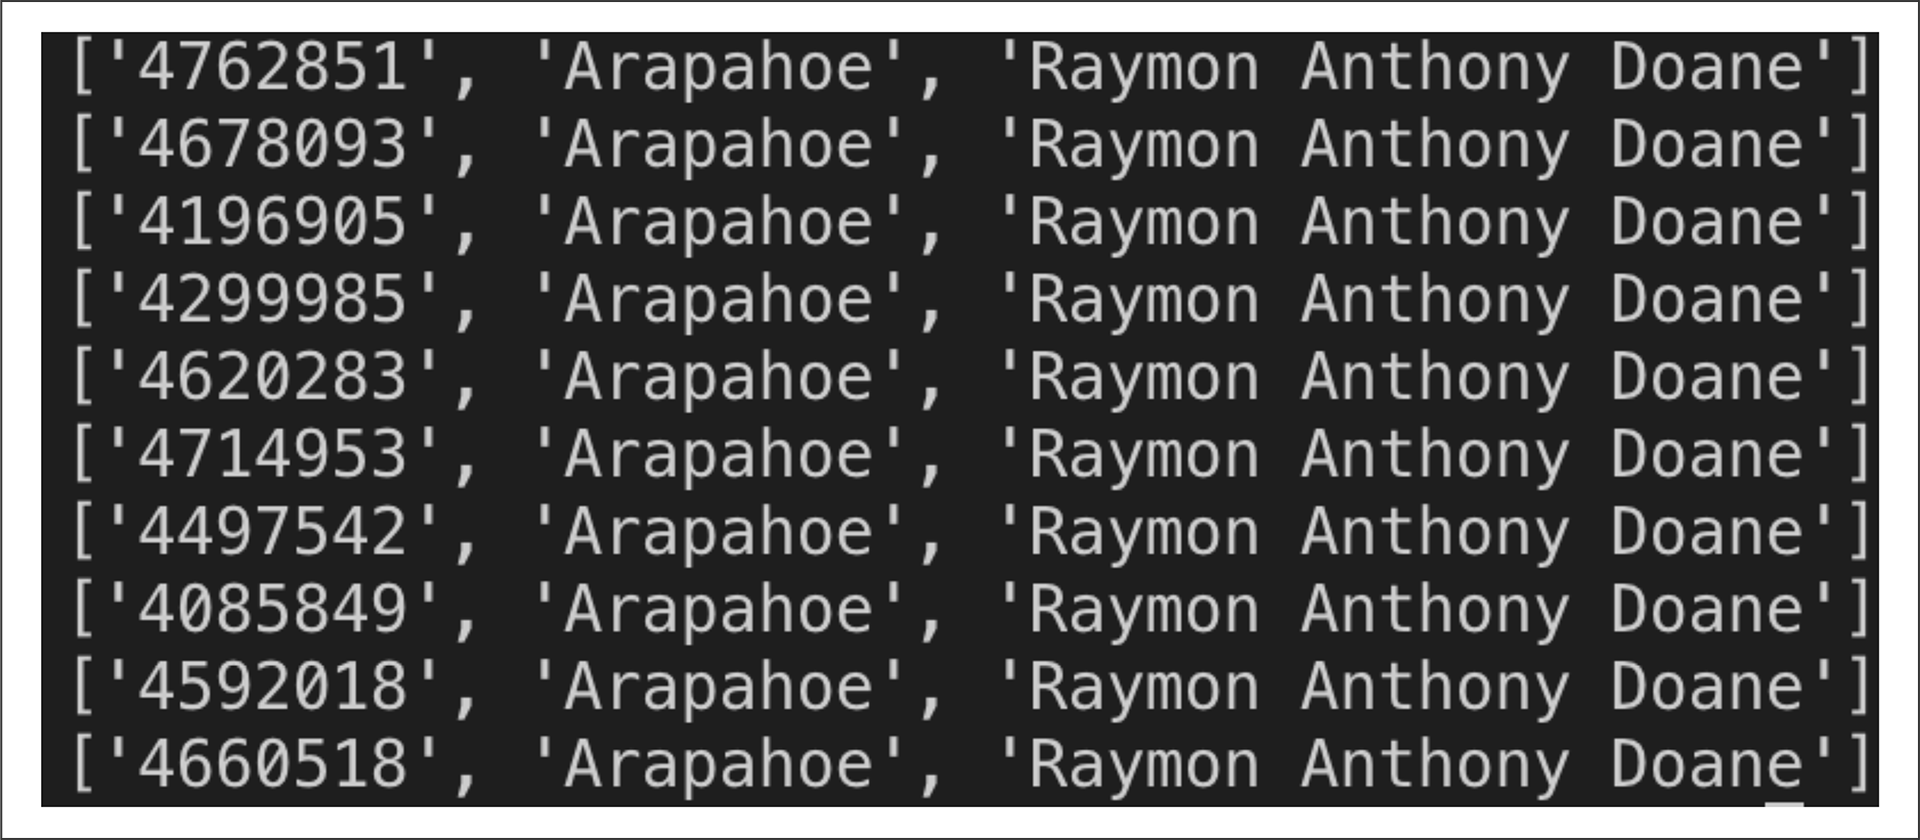 ['4762851', 'Arapahoe', 'Raymon Anthony Doane']
['4678093', 'Arapahoe', 'Raymon Anthony Doane']
['4196905', 'Arapahoe', 'Raymon Anthony Doane']
['4299985', 'Arapahoe', 'Raymon Anthony Doane']
['4620283', 'Arapahoe', 'Raymon Anthony Doane']
['4714953', 'Arapahoe', 'Raymon Anthony Doane']
['4497542', 'Arapahoe', 'Raymon Anthony Doane']
['4085849', 'Arapahoe', 'Raymon Anthony Doane']
['4592018', 'Arapahoe', 'Raymon Anthony Doane']
['4660518', 'Arapahoe', 'Raymon Anthony Doane']